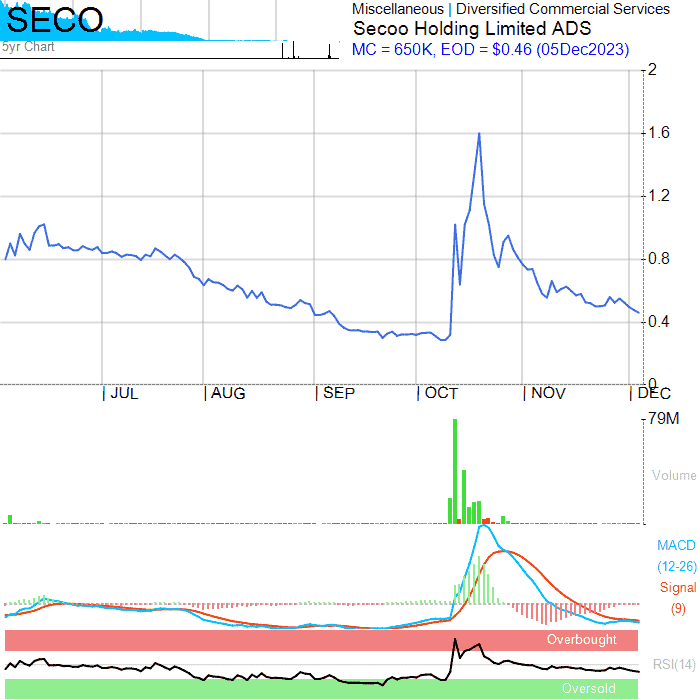 SECO
5yr Chart
Miscellaneous | Diversified Commercial Services
Secoo Holding Limited ADS
MC = 650K, EOD = $0.46 (05Dec2023)
2
1.6
1.2
0.8
0.4
0
JUL AUG SEP OCT NOV DEC
79M
Volume
MACD
(12-26)
Signal
(9)
Overbought
RSI(14)
Oversold